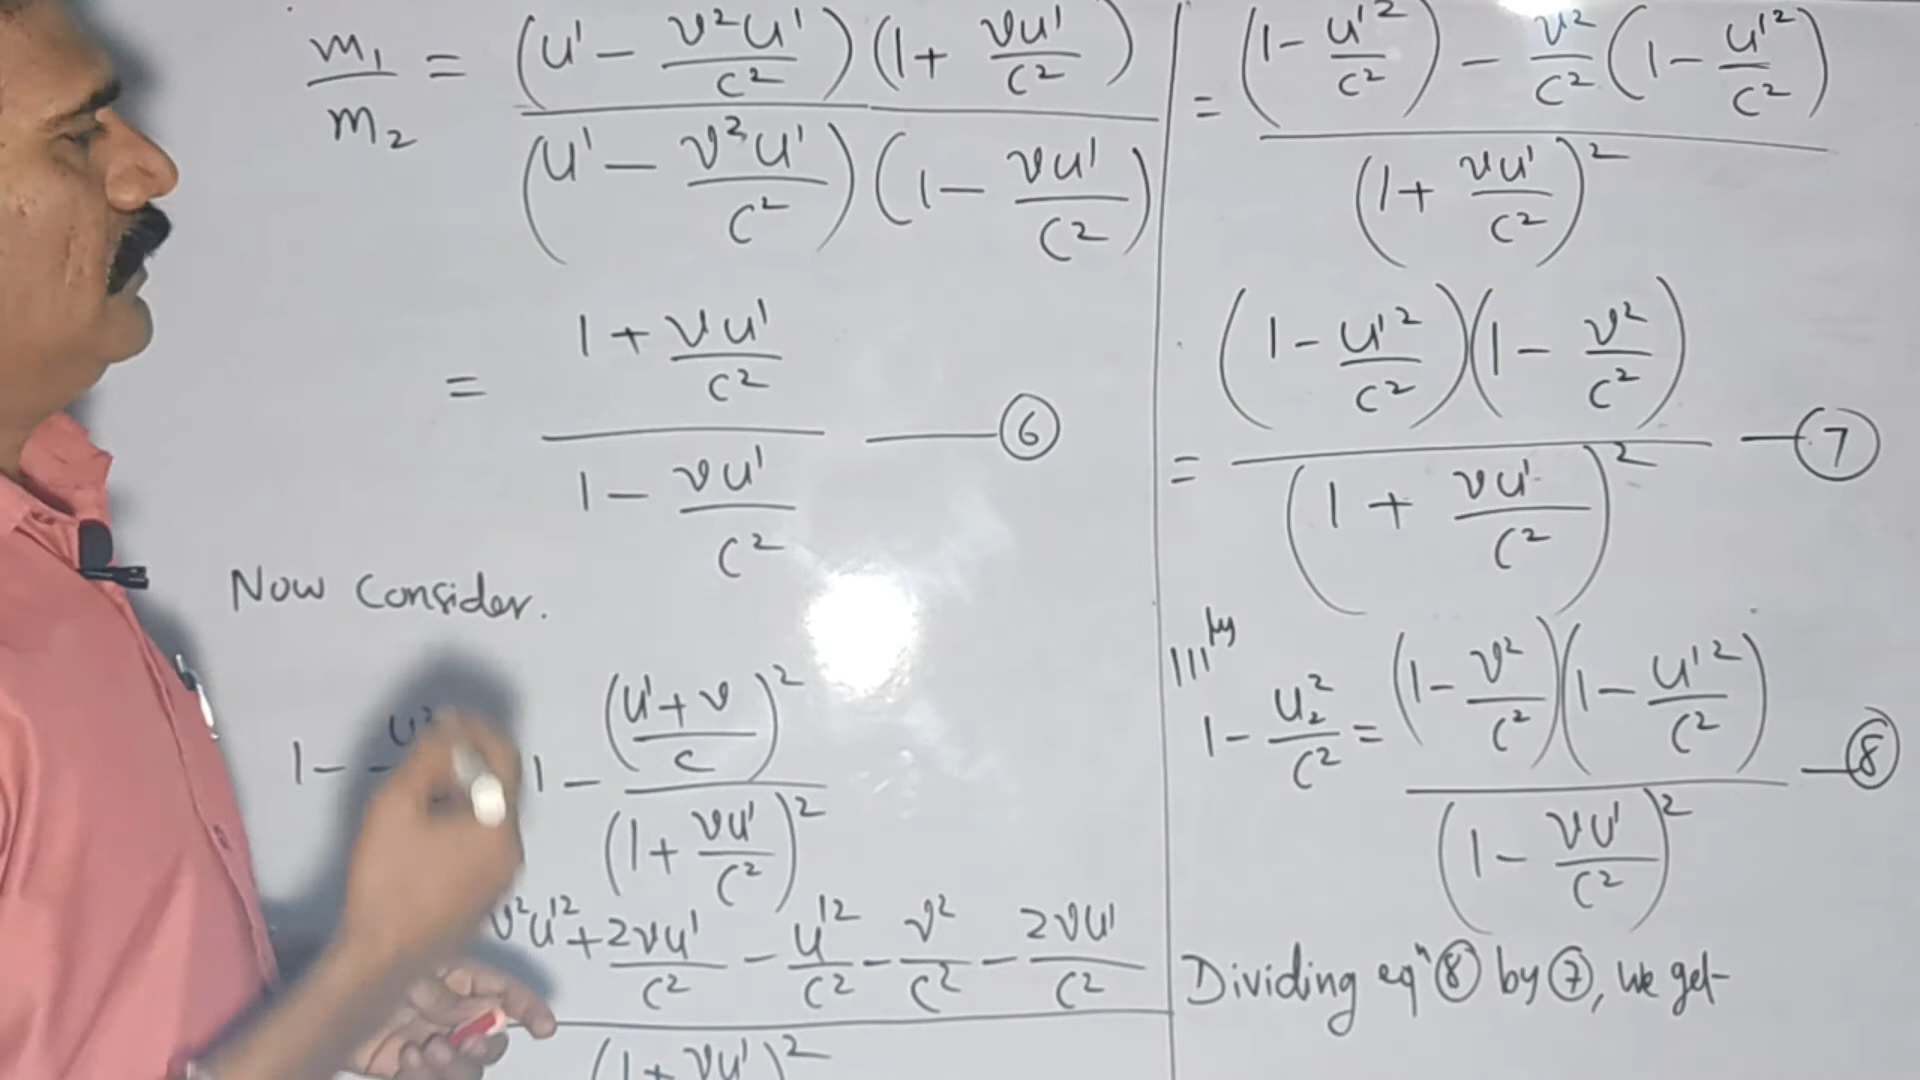 m₁/m₂ = (u' - v²u'/c²)(1 + vu'/c²) / (u' - v²u'/c²)(1 - vu'/c²)
= (1 + vu'/c²) / (1 - vu'/c²) —— ⑥
Now Consider.
1 - u² 1 - ((u'+v)/c)² / (1 + vu'/c²)²
v²u'² + 2vu'/c² - u'²/c² - v²/c² - 2vu'/c²
(1 + vu')²
= ((1 - u'²/c²) - v²/c² (1 - u'²/c²)) / (1 + vu'/c²)²
= (1 - u'²/c²)(1 - v²/c²) / (1 + vu'/c²)² — ⑦
|||ly
1 - u₂²/c² = (1 - v²/c²)(1 - u'²/c²) / (1 - vu'/c²)² — ⑧
Dividing eqⁿ ⑧ by ⑦, we get-